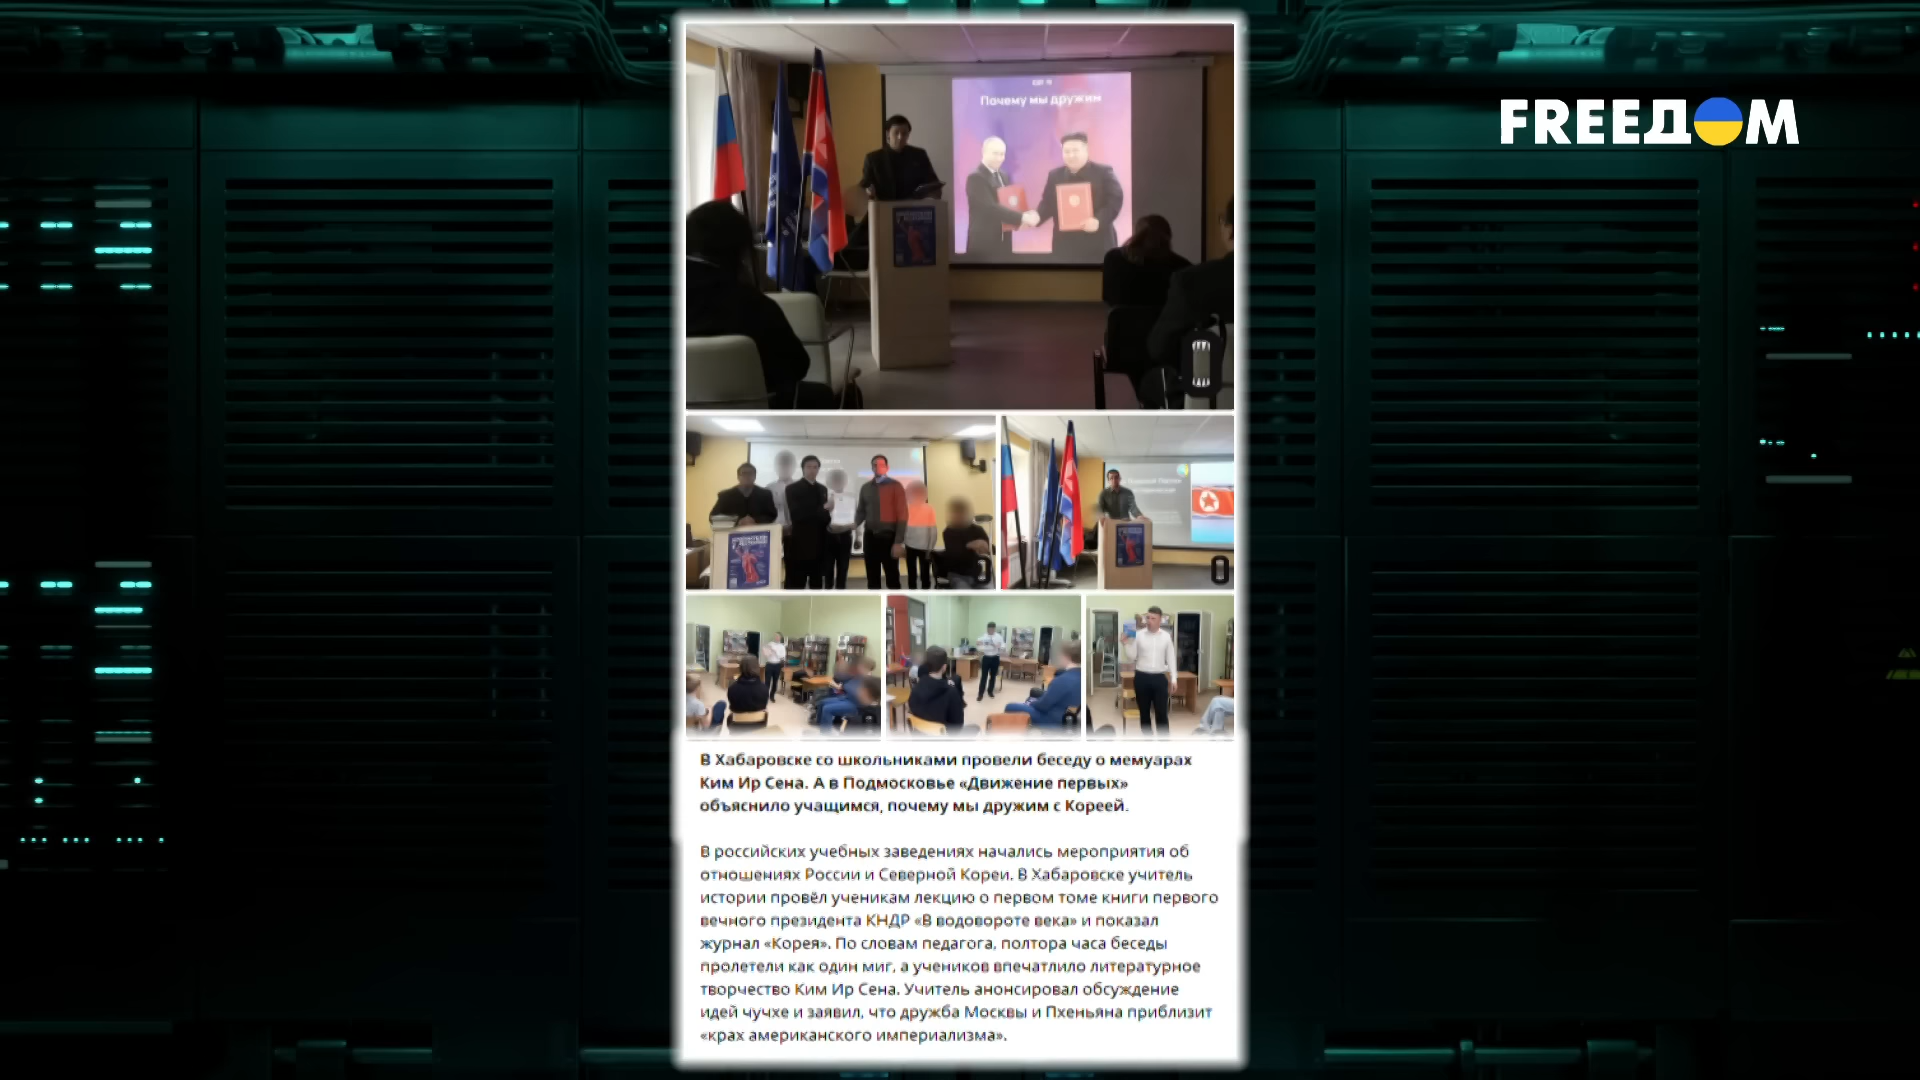 FREEДOM
Почему мы дружим
В Хабаровске со школьниками провели беседу о мемуарах
Ким Ир Сена. А в Подмосковье «Движение первых»
объяснило учащимся, почему мы дружим с Кореей.
В российских учебных заведениях начались мероприятия об
отношениях России и Северной Кореи. В Хабаровске учитель
истории провёл ученикам лекцию о первом томе книги первого
вечного президента КНДР «В водовороте века» и показал
журнал «Корея». По словам педагога, полтора часа беседы
пролетели как один миг, а учеников впечатлило литературное
творчество Ким Ир Сена. Учитель анонсировал обсуждение
идей чучхе и заявил, что дружба Москвы и Пхеньяна приблизит
«крах американского империализма».